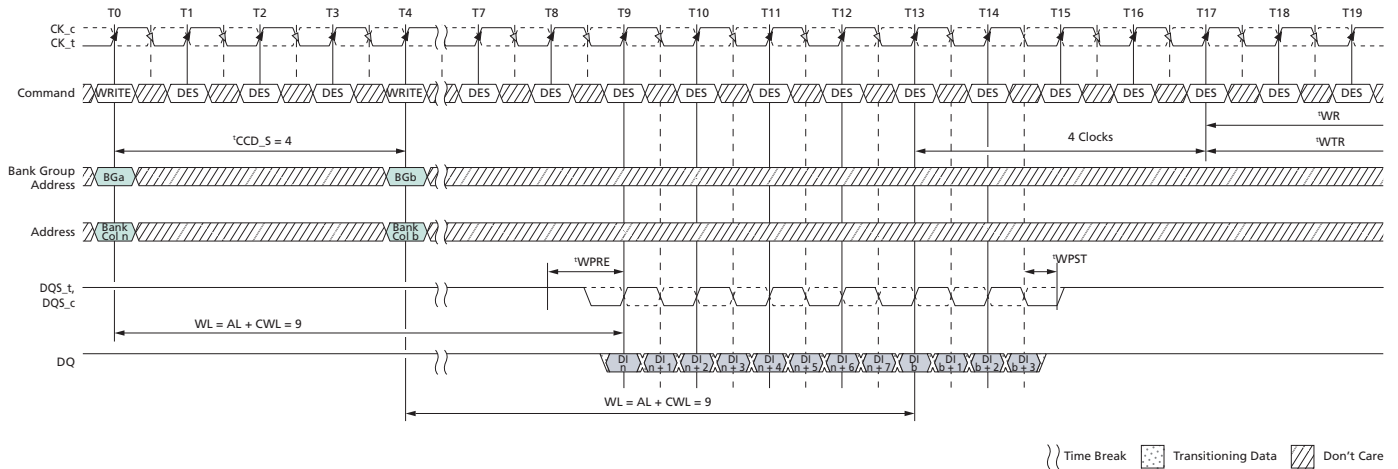 T0 T1 T2 T3 T4 T7 T8 T9 T10 T11 T12 T13 T14 T15 T16 T17 T18 T19
CK_c
CK_t
Command WRITE DES DES DES WRITE DES DES DES DES DES DES DES DES DES DES DES DES DES
tWR
tCCD_S = 4 4 Clocks tWTR
Bank Group
Address BGa BGb
Address Bank
Col n Bank
Col b
tWPRE tWPST
DQS_t,
DQS_c
WL = AL + CWL = 9
DQ DI
n DI
n + 1 DI
n + 2 DI
n + 3 DI
n + 4 DI
n + 5 DI
n + 6 DI
n + 7 DI
b DI
b + 1 DI
b + 2 DI
b + 3
WL = AL + CWL = 9
Time Break Transitioning Data Don't Care